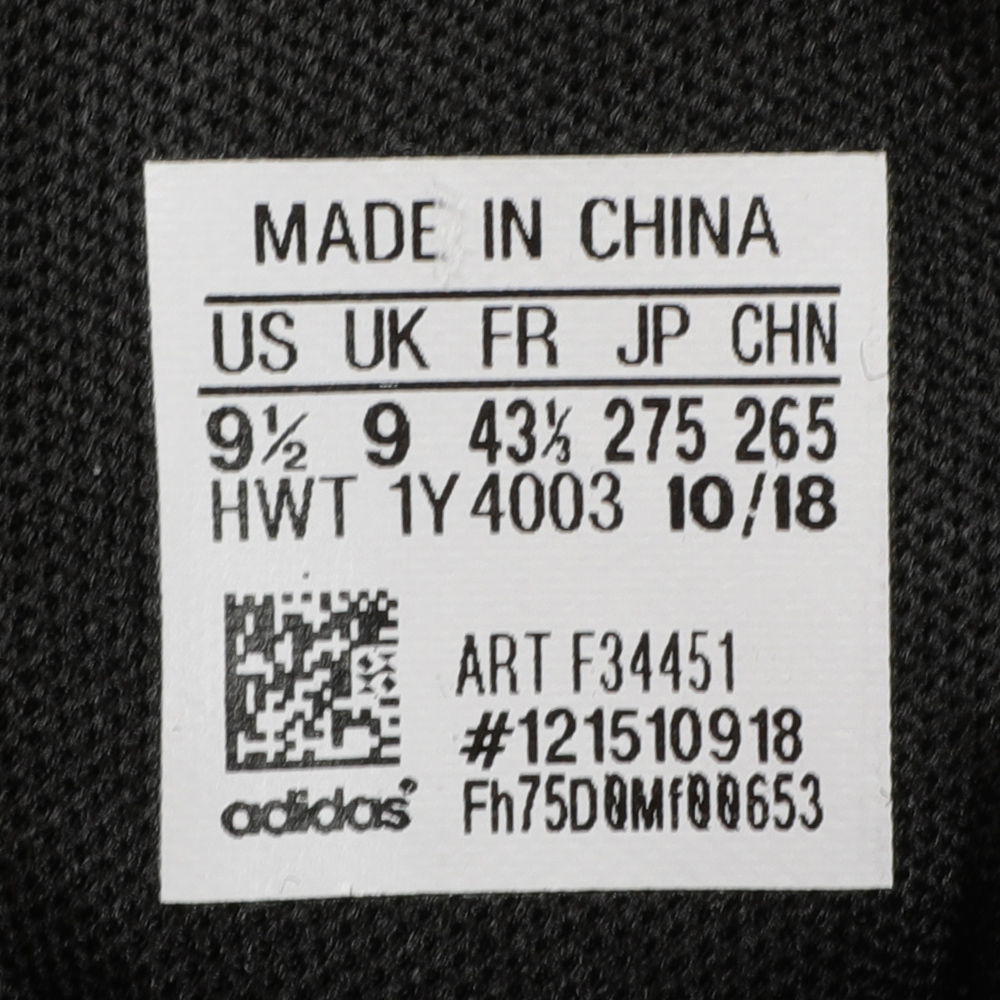 MADE IN CHINA
US UK FR JP CHN
9½ 9 43⅓ 275 265
HWT 1Y4003 10/18
ART F34451
#121510918
adidas Fh75D0Mf00653